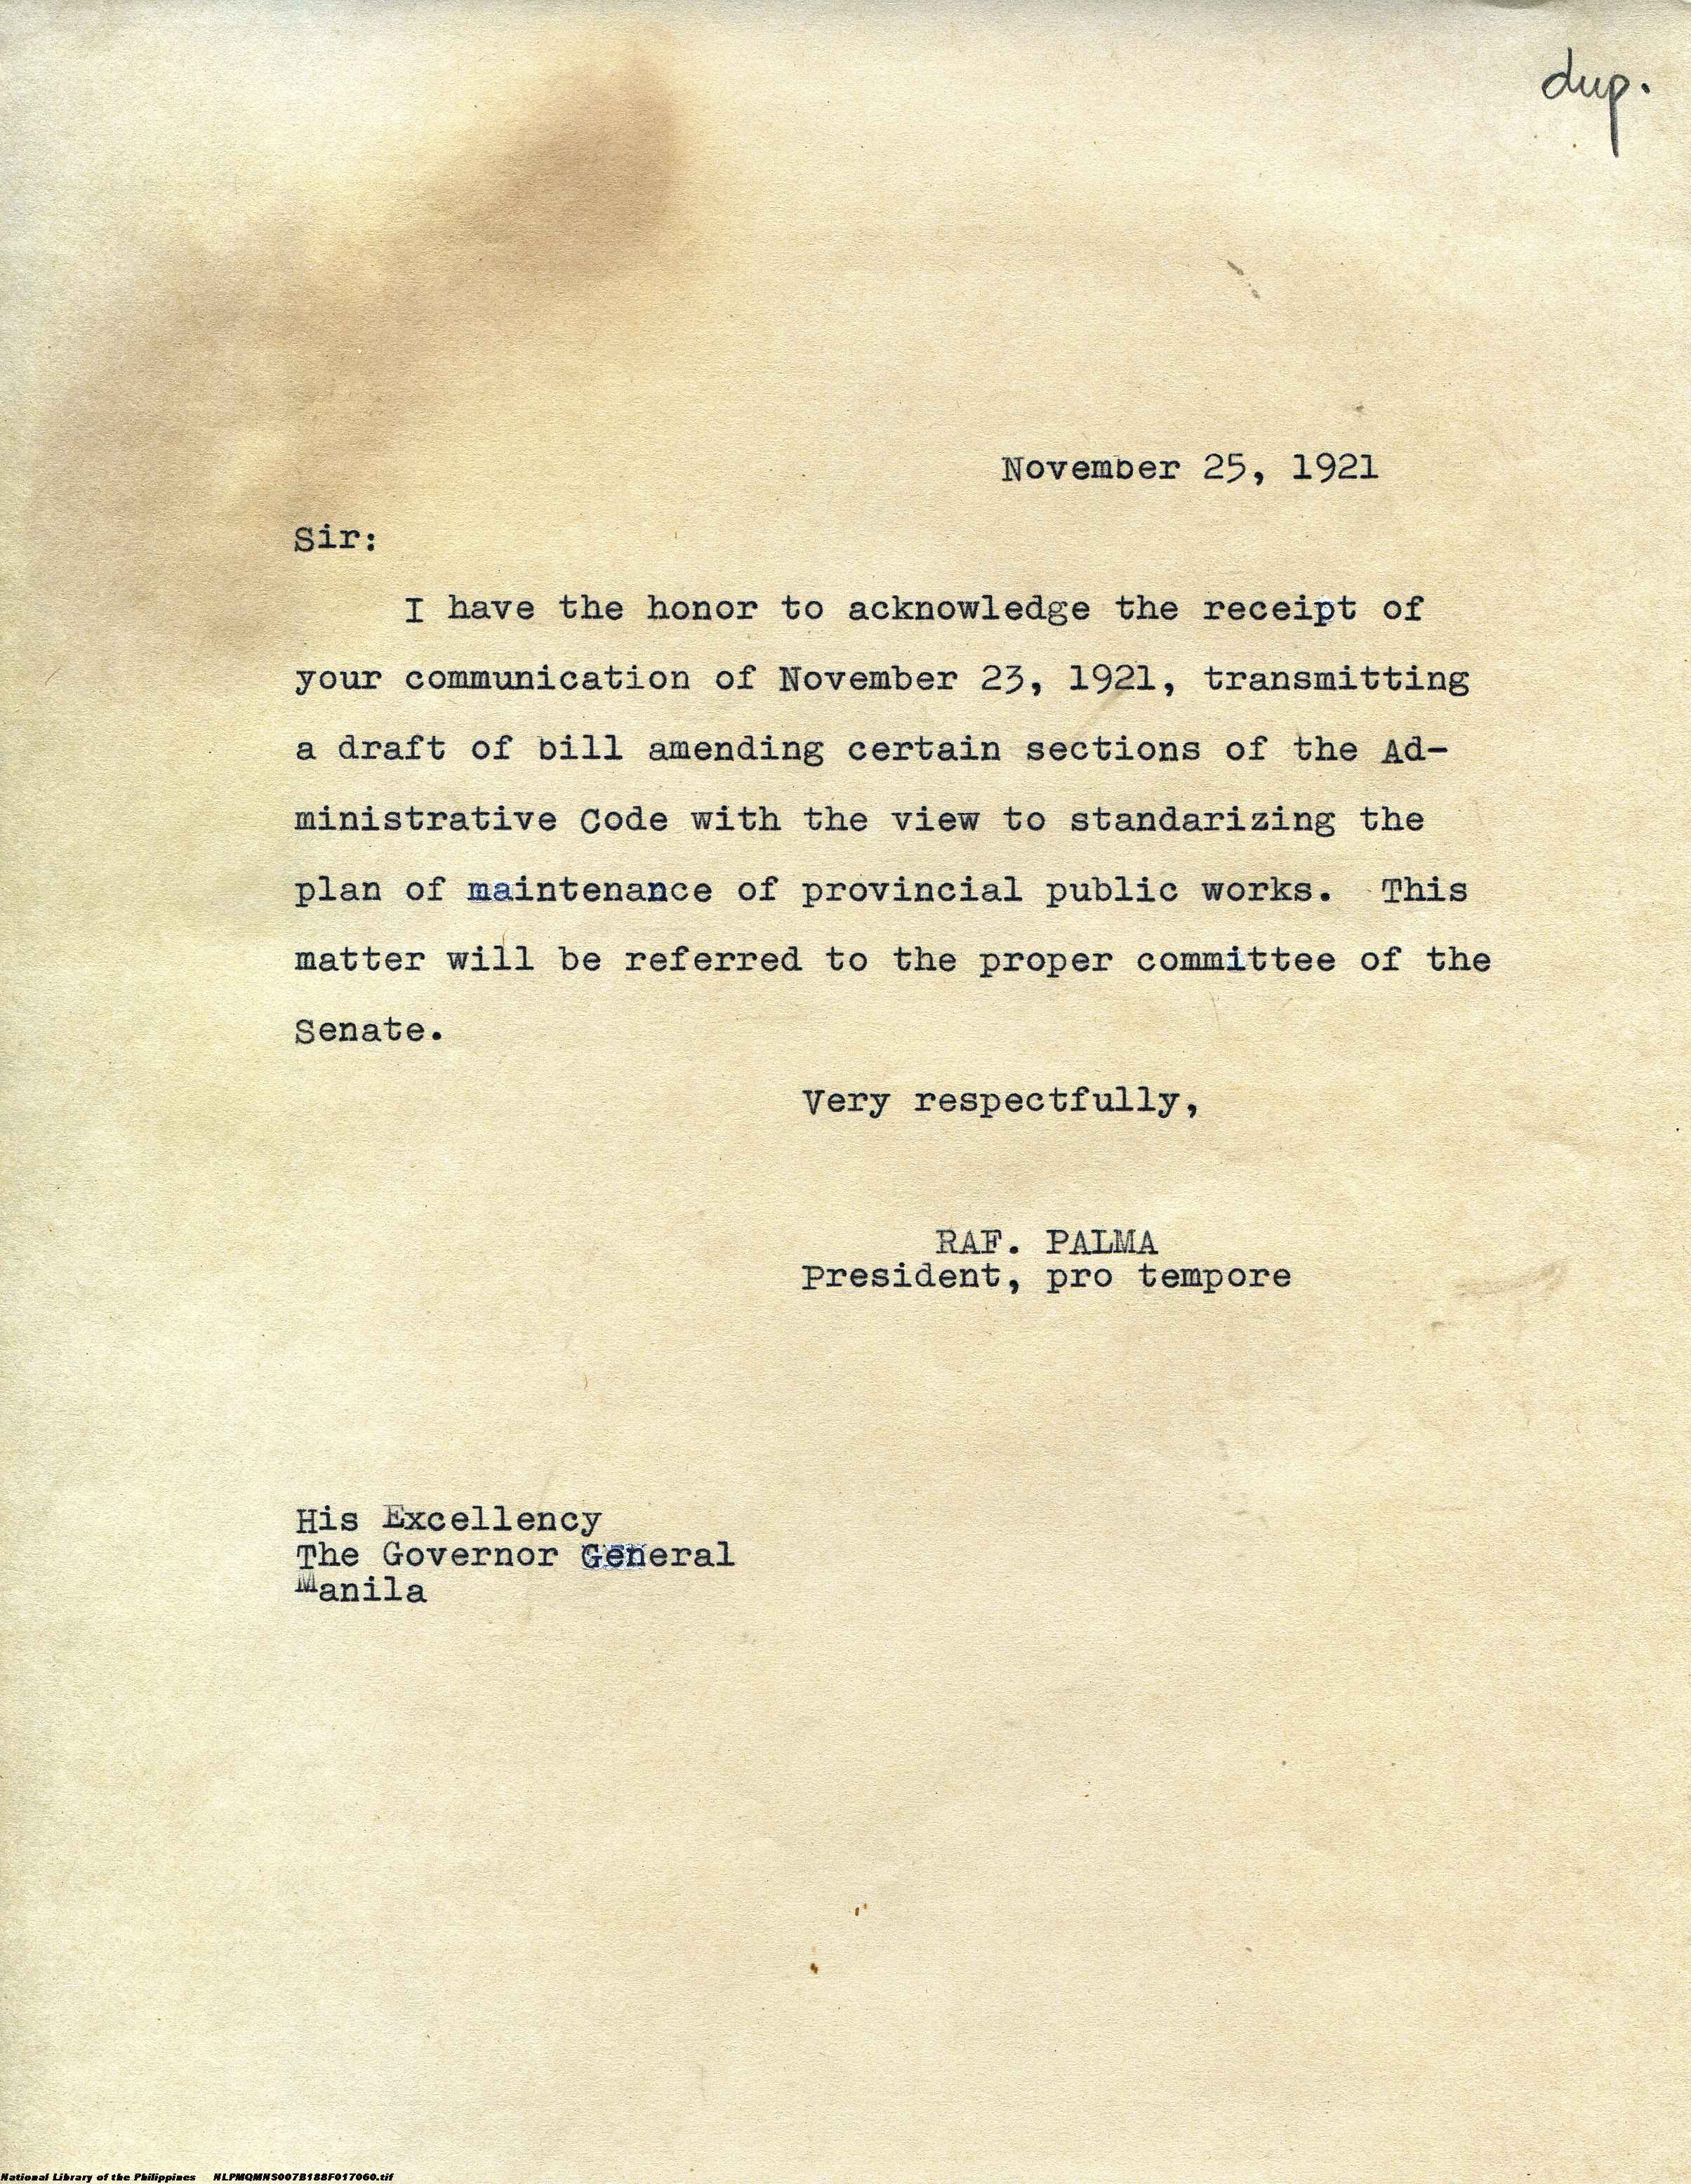 dup.
November 25, 1921
Sir:
I have the honor to acknowledge the receipt of
your communication of November 23, 1921, transmitting
a draft of bill amending certain sections of the Ad-
ministrative Code with the view to standarizing the
plan of maintenance of provincial public works. This
matter will be referred to the proper committee of the
Senate.
Very respectfully,
RAF. PALMA
President, pro tempore
His Excellency
The Governor General
Manila
National Library of the Philippines NLPMQMNS007B188F017060.tif